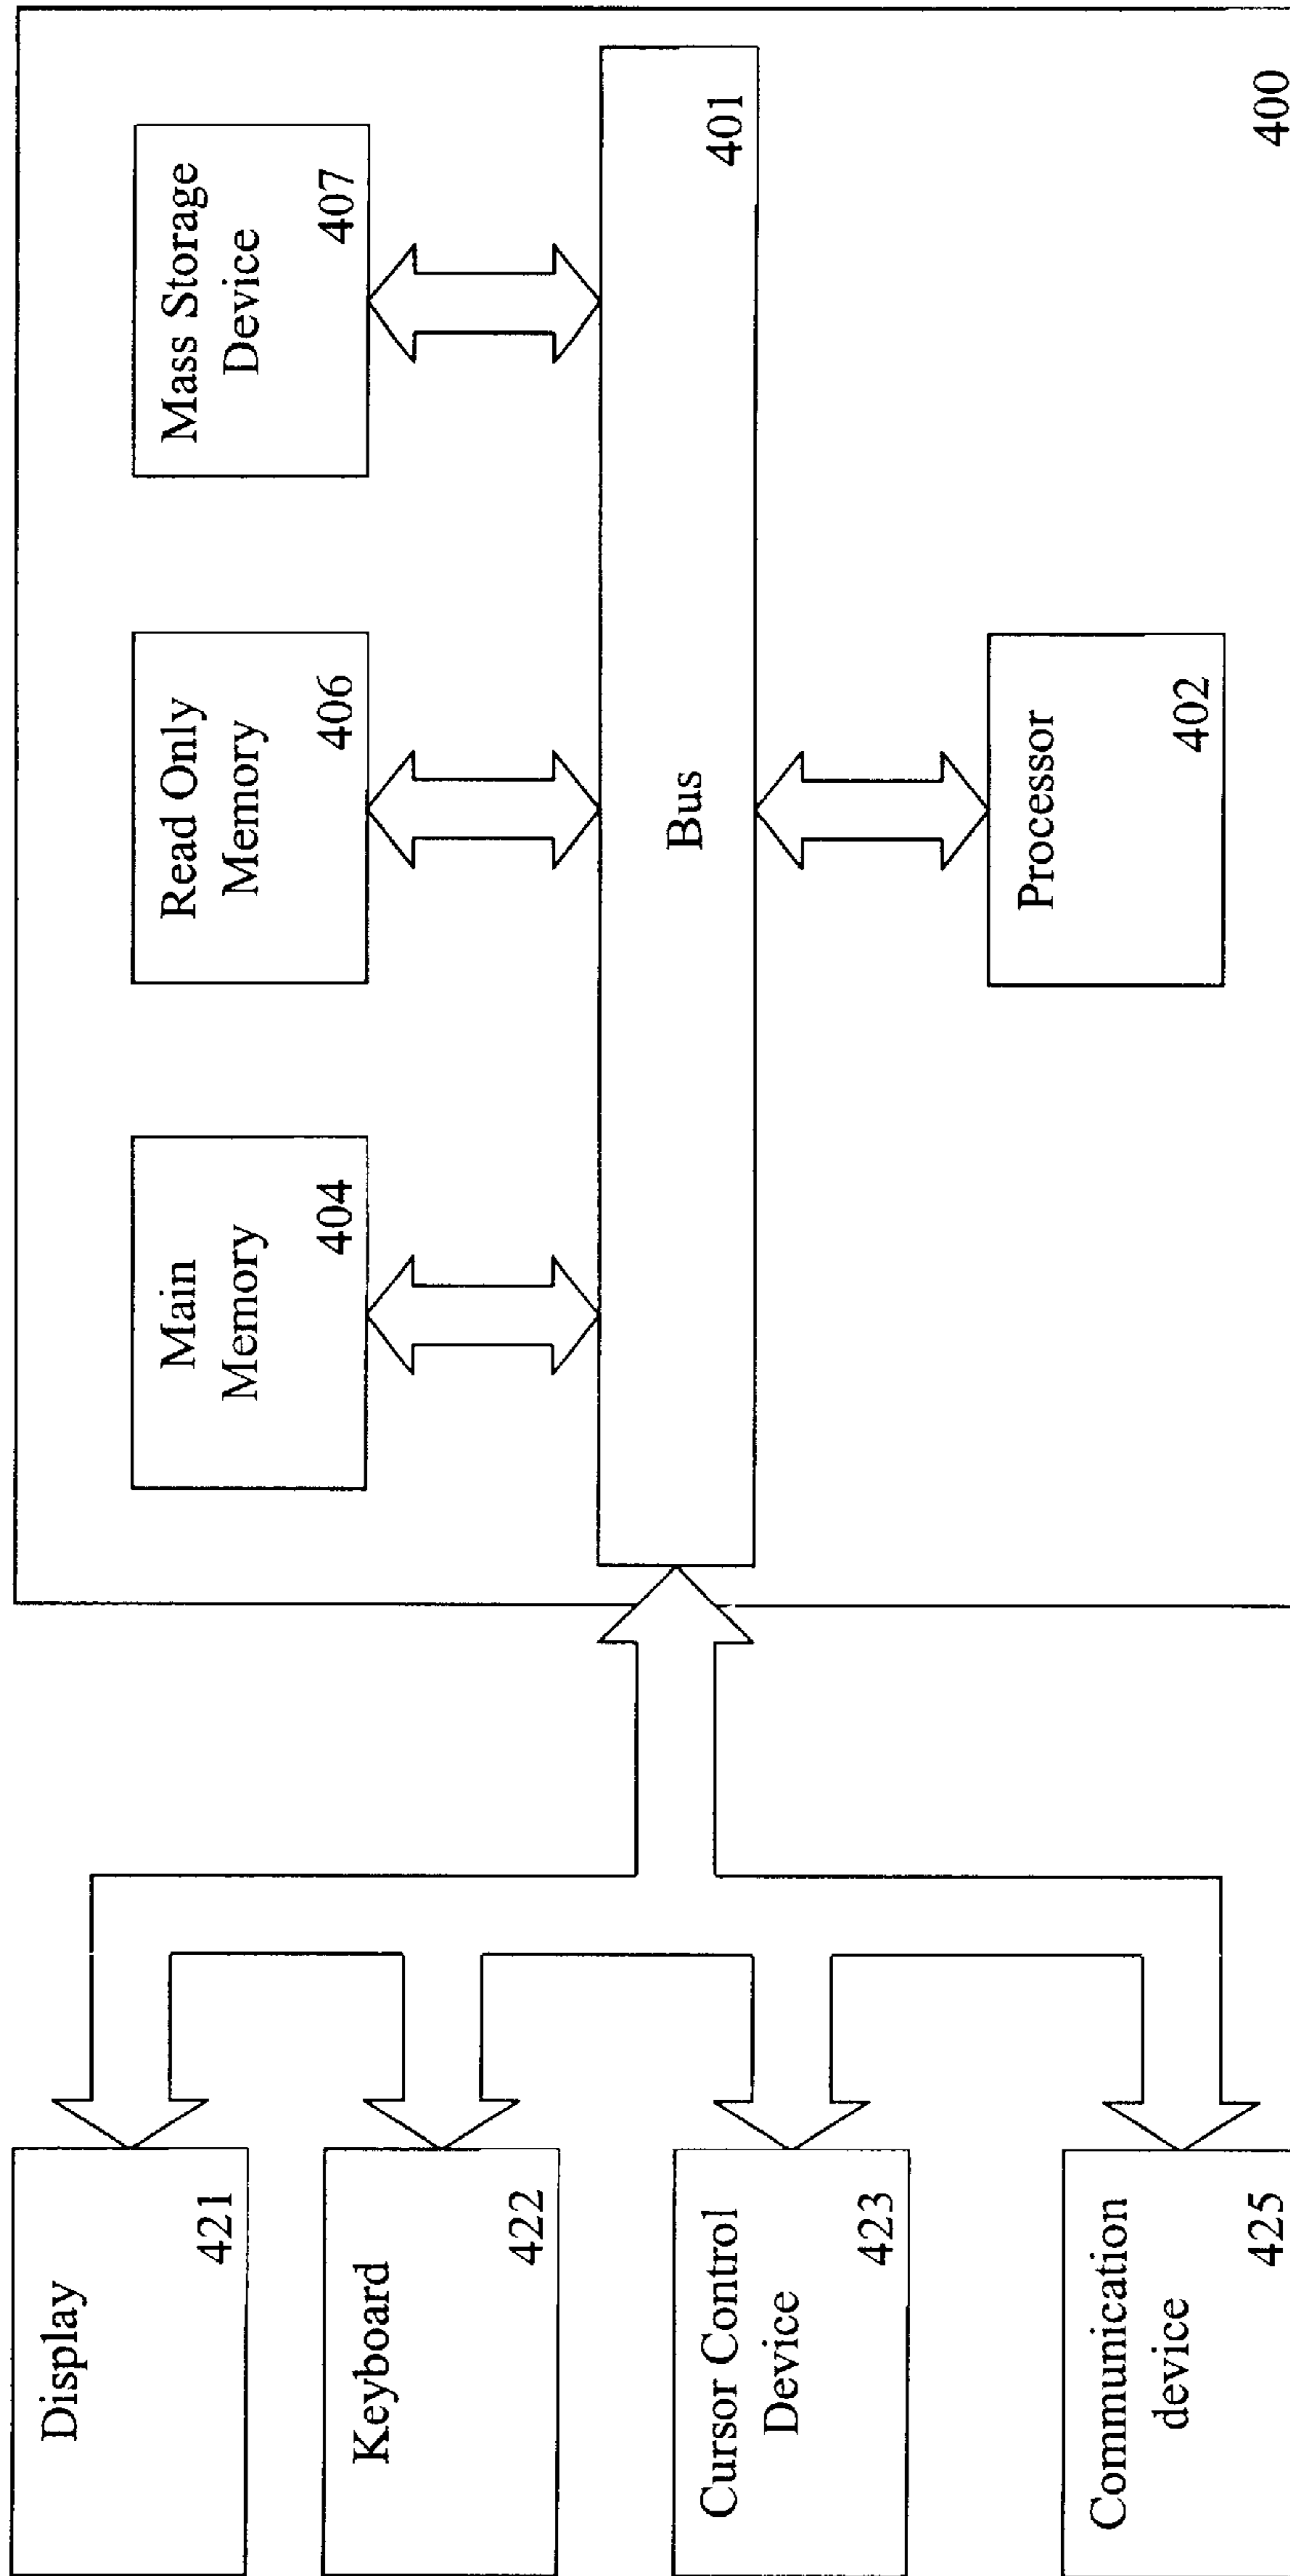 Display
421
Keyboard
422
Cursor Control
Device
423
Communication
device
425
Main
Memory
404
Read Only
Memory
406
Mass Storage
Device
407
Bus
401
Processor
402
400